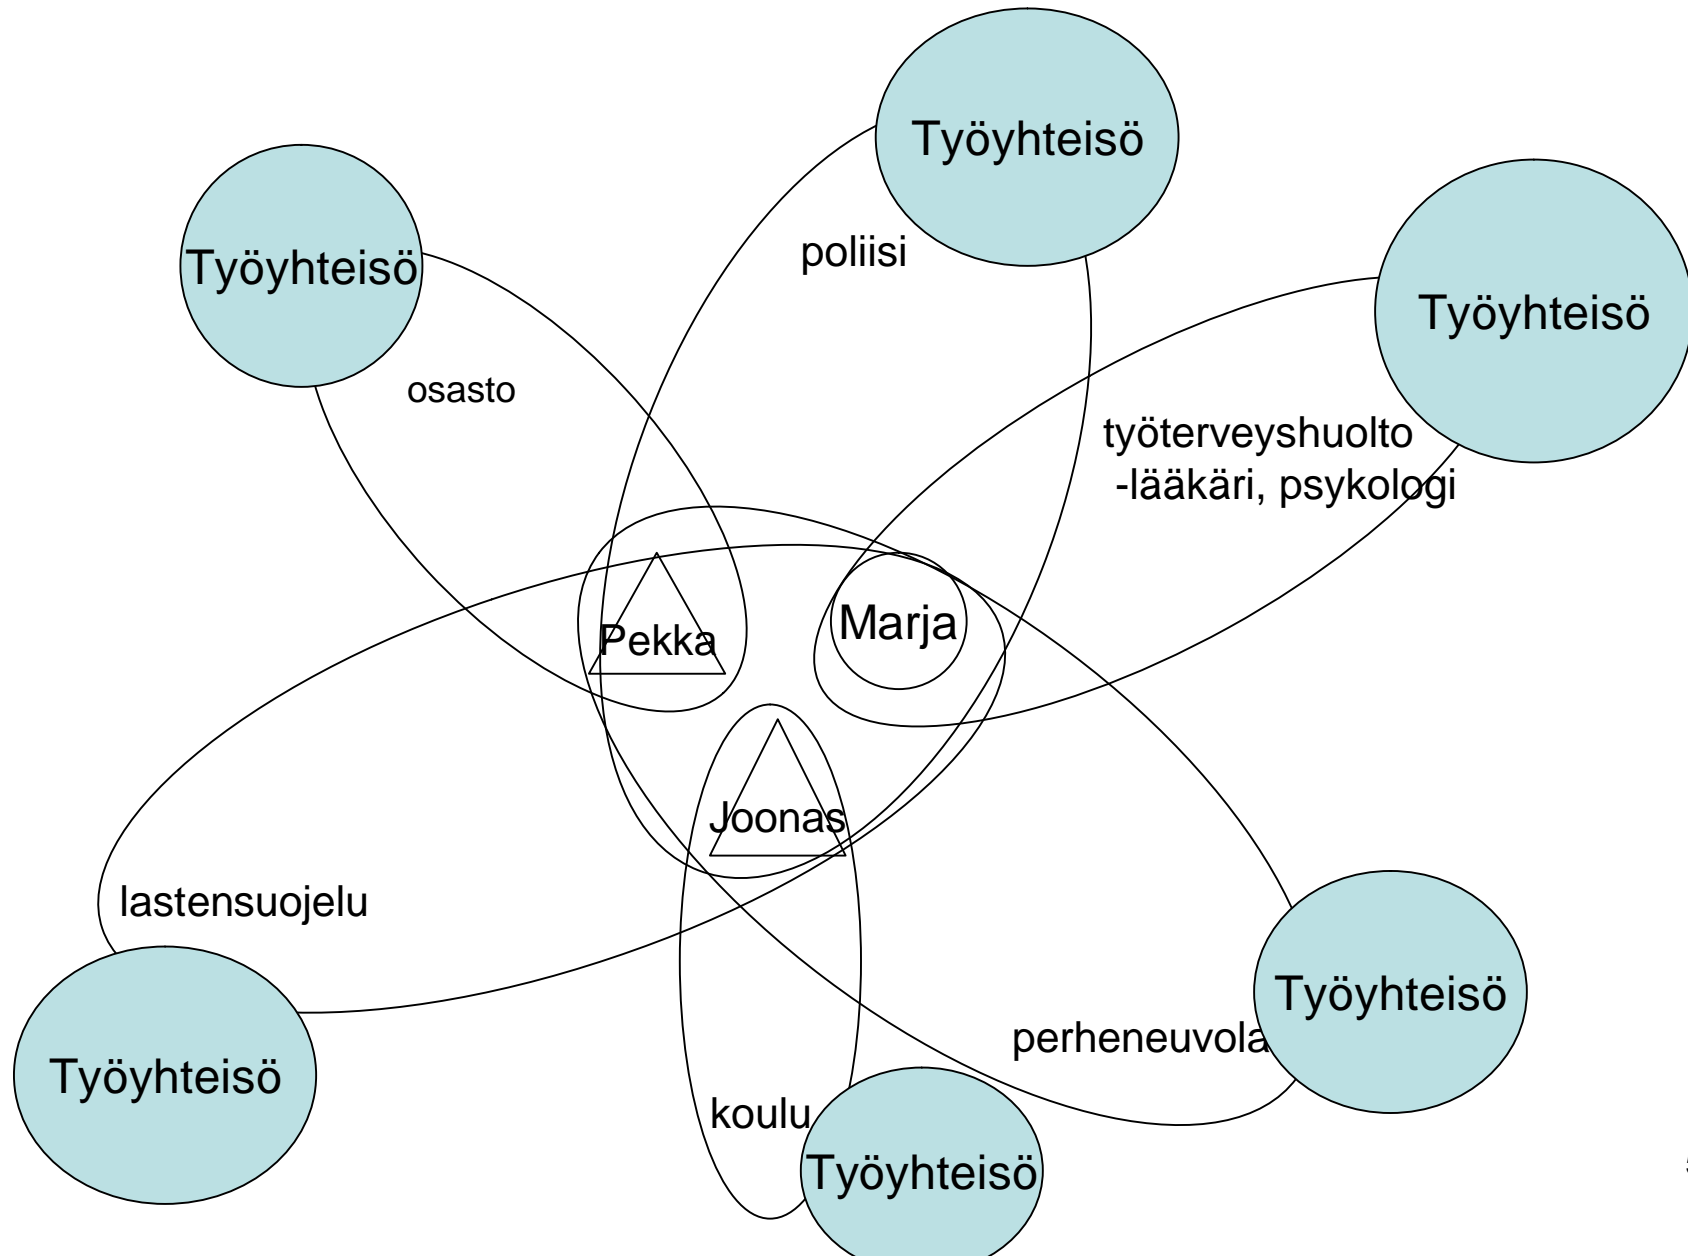 Työyhteisö
poliisi
Työyhteisö
Työyhteisö
osasto
työterveyshuolto
-lääkäri, psykologi
Pekka
Marja
Joonas
lastensuojelu
Työyhteisö
Työyhteisö
perheneuvola
koulu
Työyhteisö